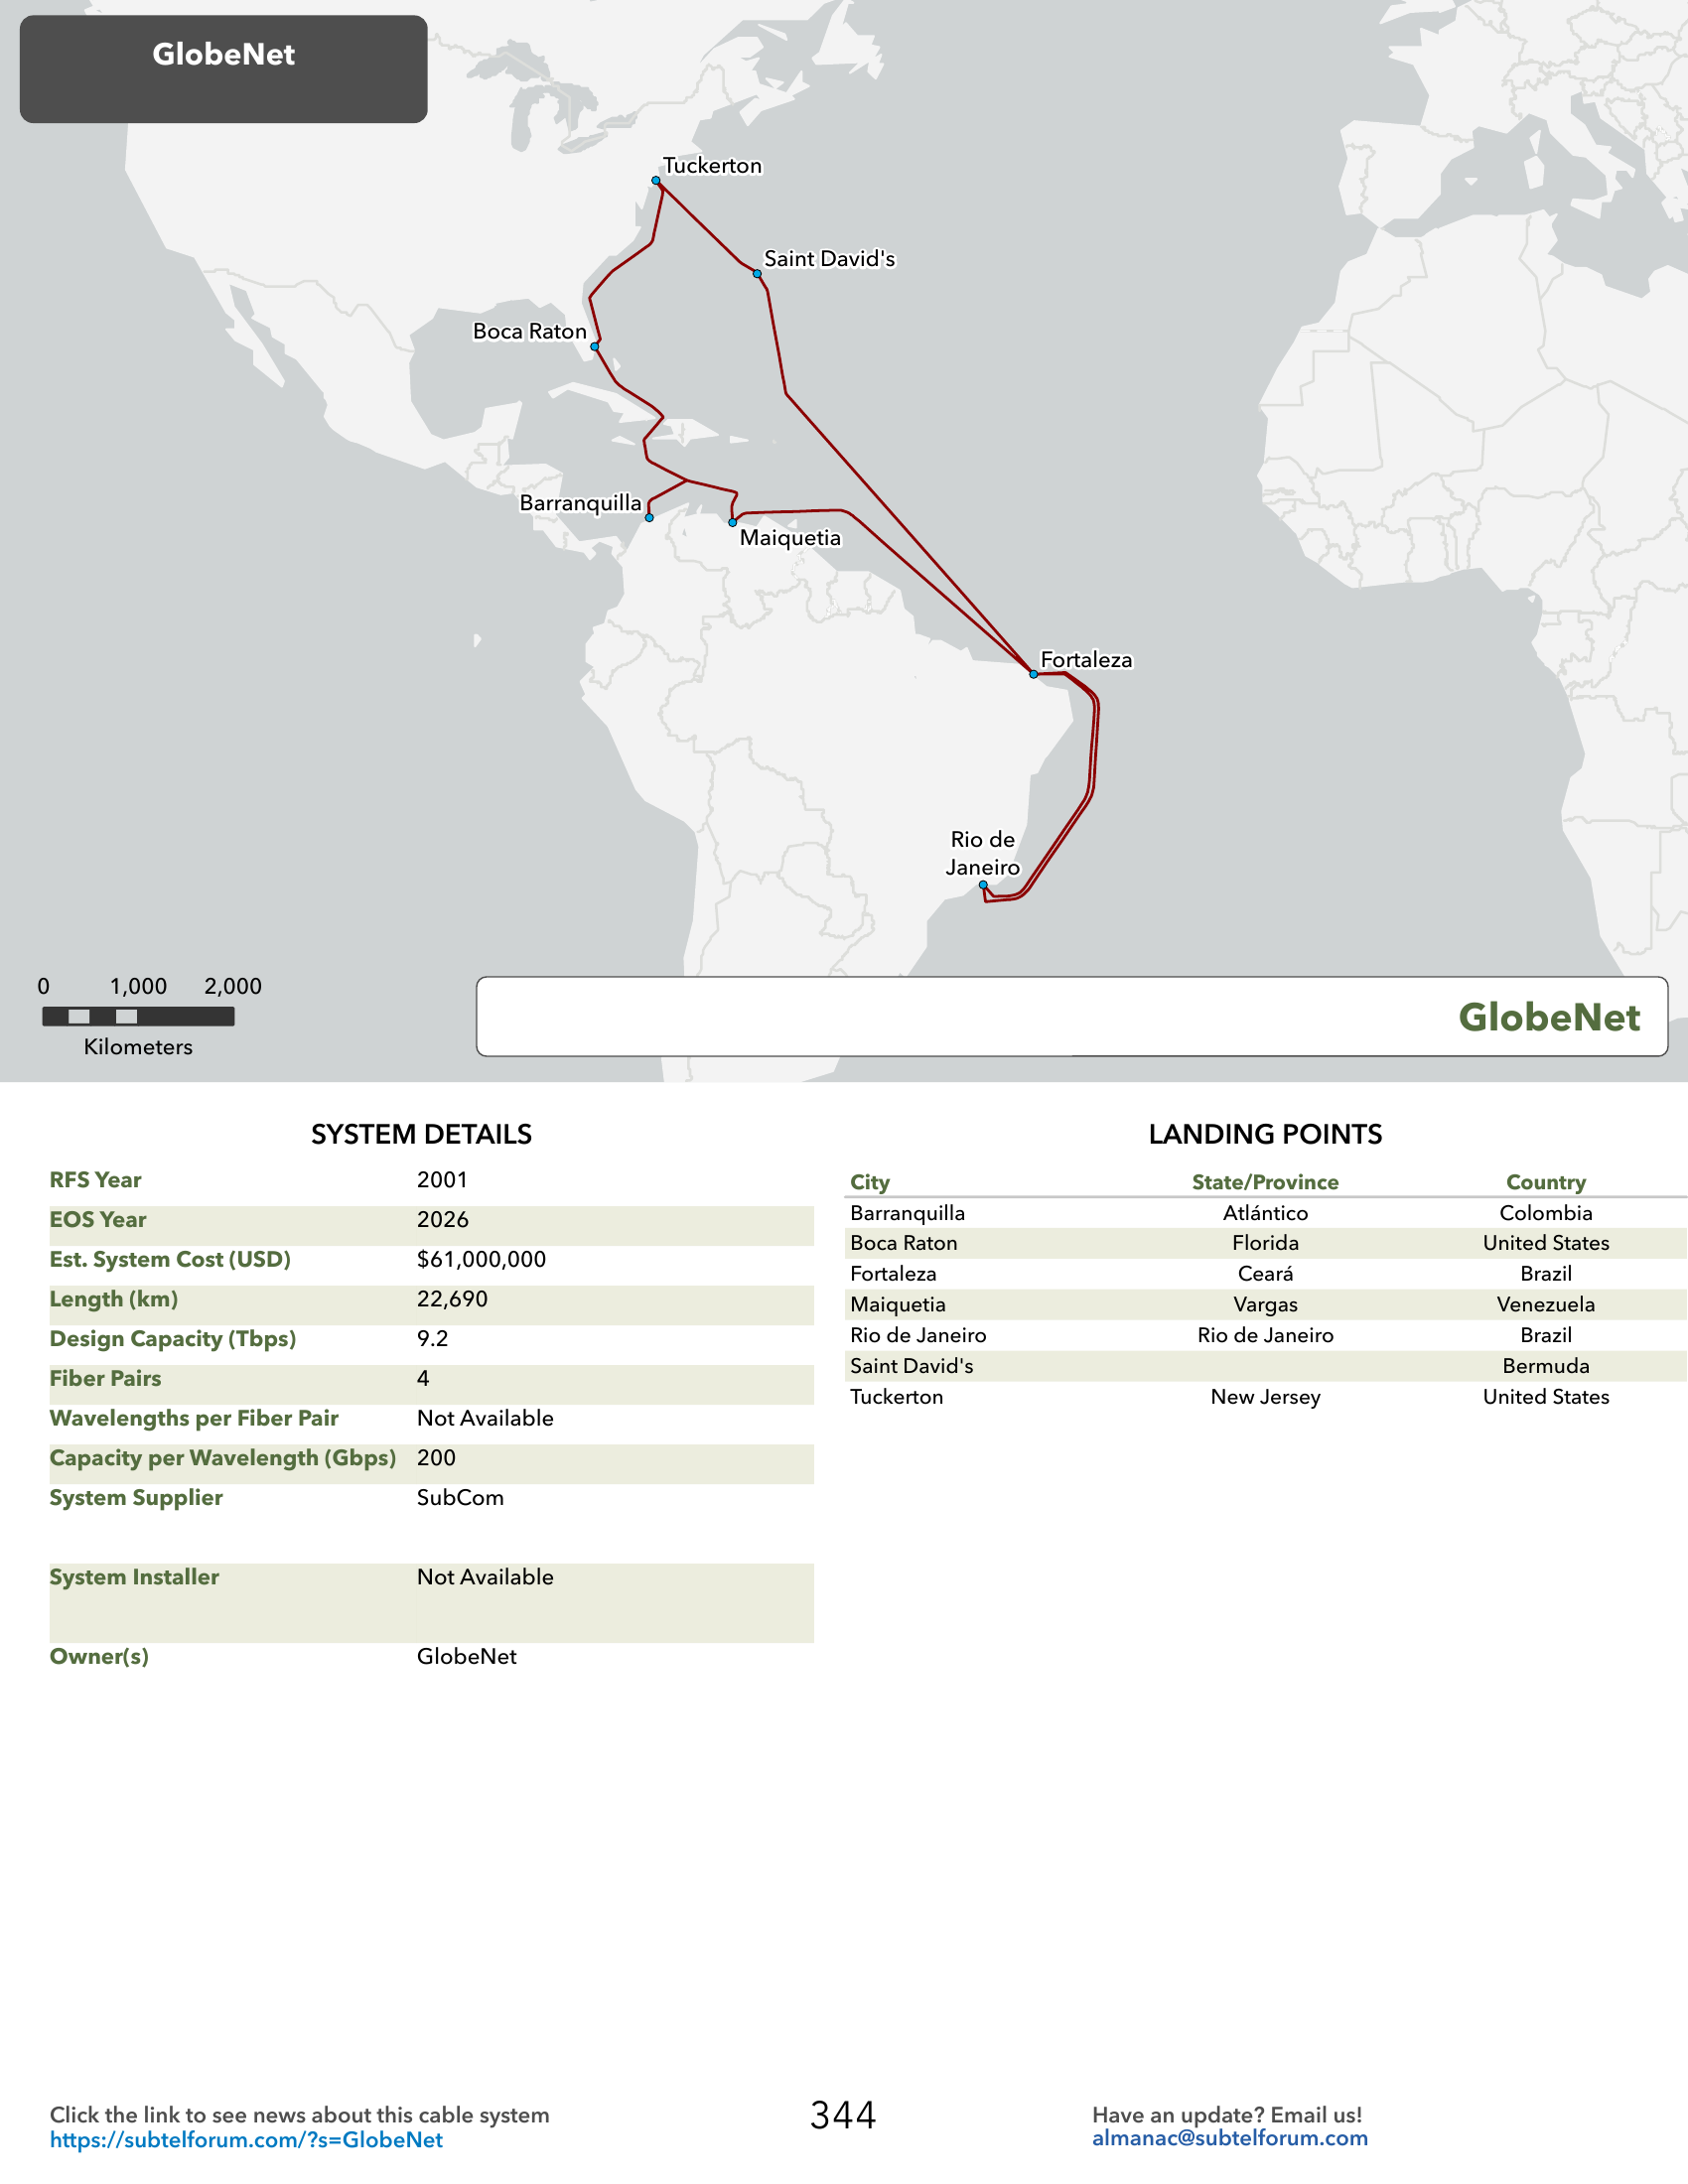 GlobeNet
Tuckerton
Saint David's
Boca Raton
Barranquilla
Maiquetia
Fortaleza
Rio de
Janeiro
0 1,000 2,000
Kilometers
GlobeNet
SYSTEM DETAILS
RFS Year 2001
EOS Year 2026
Est. System Cost (USD) $61,000,000
Length (km) 22,690
Design Capacity (Tbps) 9.2
Fiber Pairs 4
Wavelengths per Fiber Pair Not Available
Capacity per Wavelength (Gbps) 200
System Supplier SubCom
System Installer Not Available
Owner(s) GlobeNet
LANDING POINTS
City State/Province Country
Barranquilla Atlántico Colombia
Boca Raton Florida United States
Fortaleza Ceará Brazil
Maiquetia Vargas Venezuela
Rio de Janeiro Rio de Janeiro Brazil
Saint David's Bermuda
Tuckerton New Jersey United States
Click the link to see news about this cable system
https://subtelforum.com/?s=GlobeNet
344
Have an update? Email us!
almanac@subtelforum.com